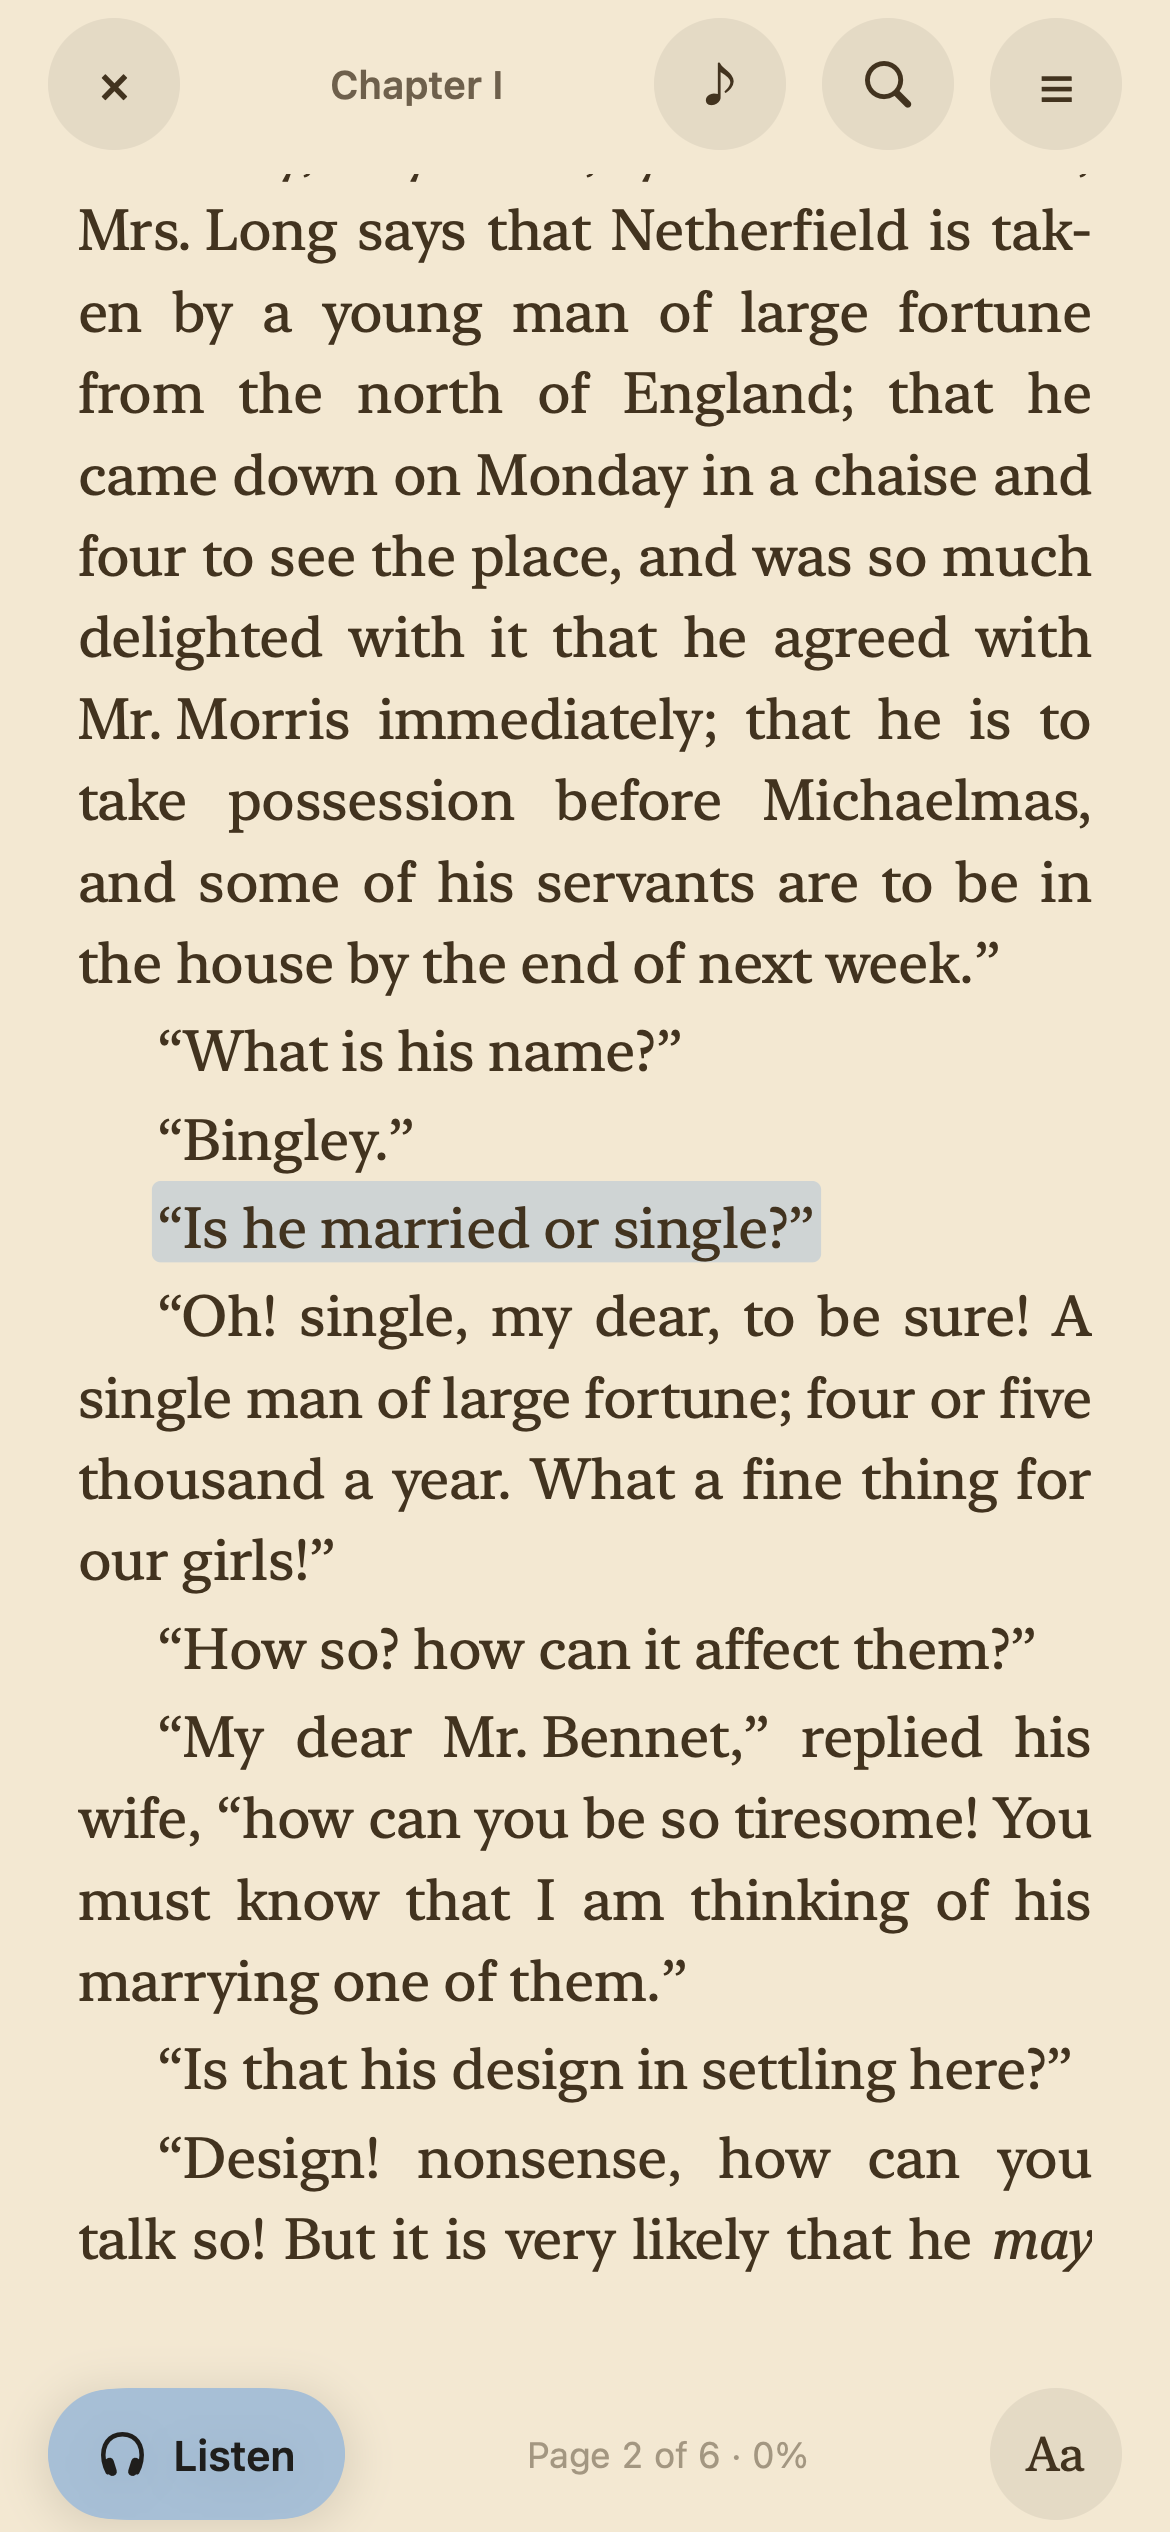 Chapter I
Mrs. Long says that Netherfield is tak-
en by a young man of large fortune
from the north of England; that he
came down on Monday in a chaise and
four to see the place, and was so much
delighted with it that he agreed with
Mr. Morris immediately; that he is to
take possession before Michaelmas,
and some of his servants are to be in
the house by the end of next week.”
“What is his name?”
“Bingley.”
“Is he married or single?”
“Oh! single, my dear, to be sure! A
single man of large fortune; four or five
thousand a year. What a fine thing for
our girls!”
“How so? how can it affect them?”
“My dear Mr. Bennet,” replied his
wife, “how can you be so tiresome! You
must know that I am thinking of his
marrying one of them.”
“Is that his design in settling here?”
“Design! nonsense, how can you
talk so! But it is very likely that he may
Listen
Page 2 of 6 · 0%
Aa